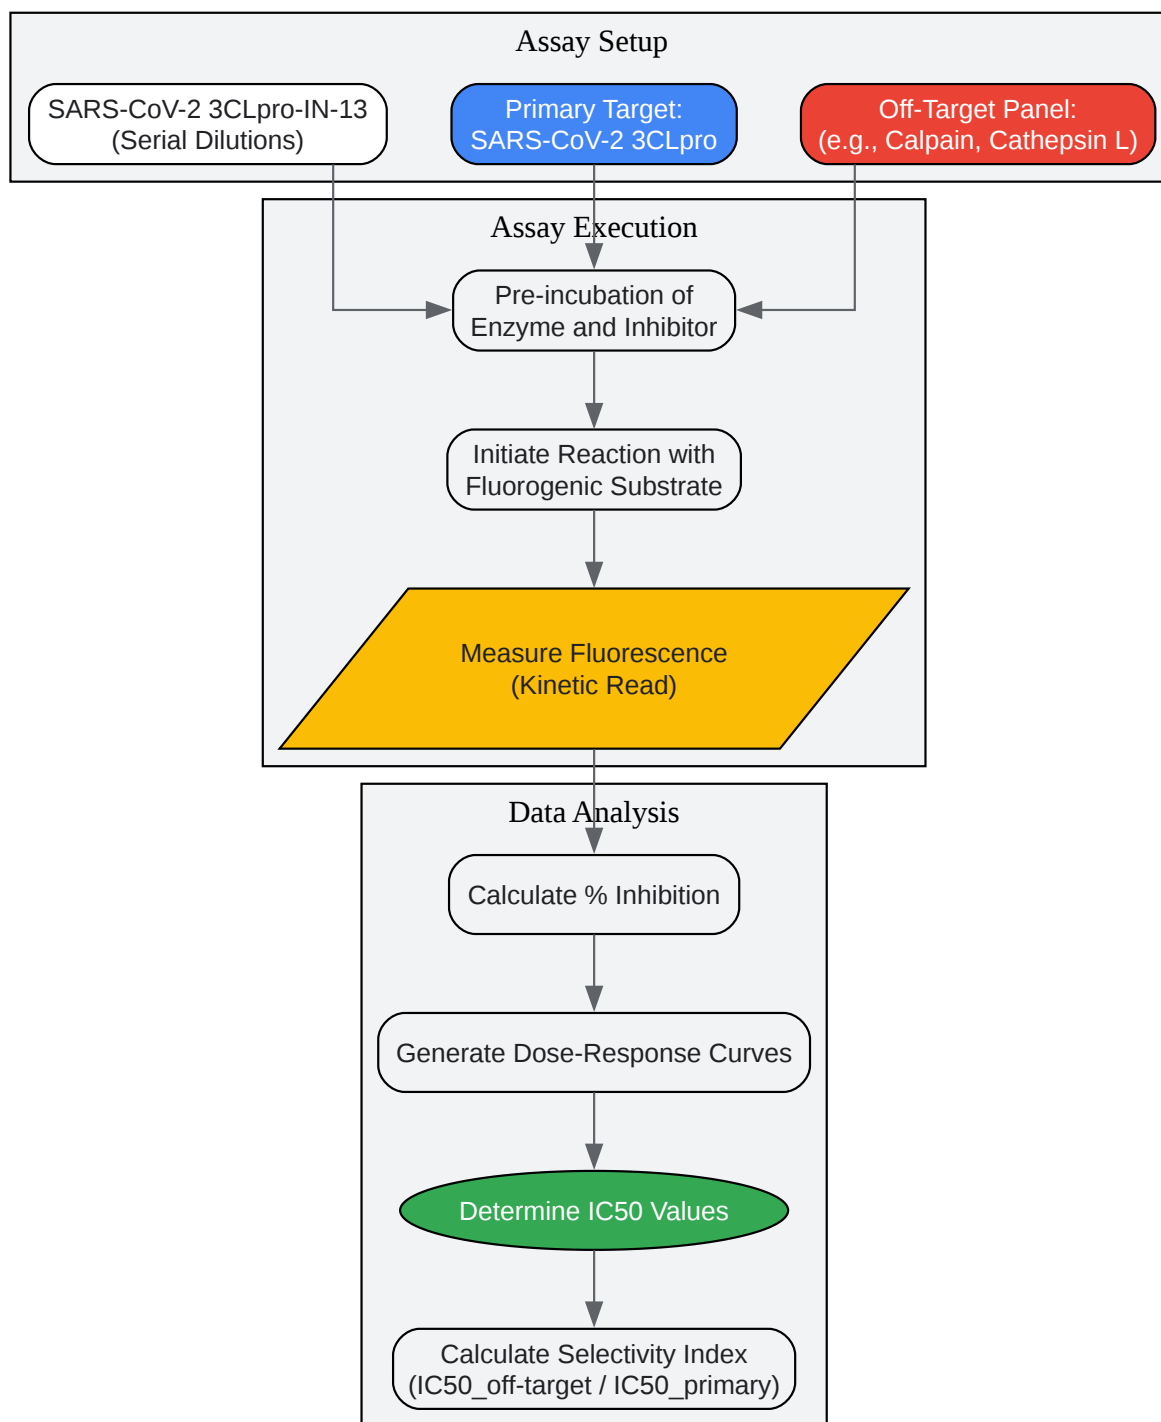 Assay Setup
SARS-CoV-2 3CLpro-IN-13
(Serial Dilutions)
Primary Target:
SARS-CoV-2 3CLpro
Off-Target Panel:
(e.g., Calpain, Cathepsin L)
Assay Execution
Pre-incubation of
Enzyme and Inhibitor
Initiate Reaction with
Fluorogenic Substrate
Measure Fluorescence
(Kinetic Read)
Data Analysis
Calculate % Inhibition
Generate Dose-Response Curves
Determine IC50 Values
Calculate Selectivity Index
(IC50_off-target / IC50_primary)